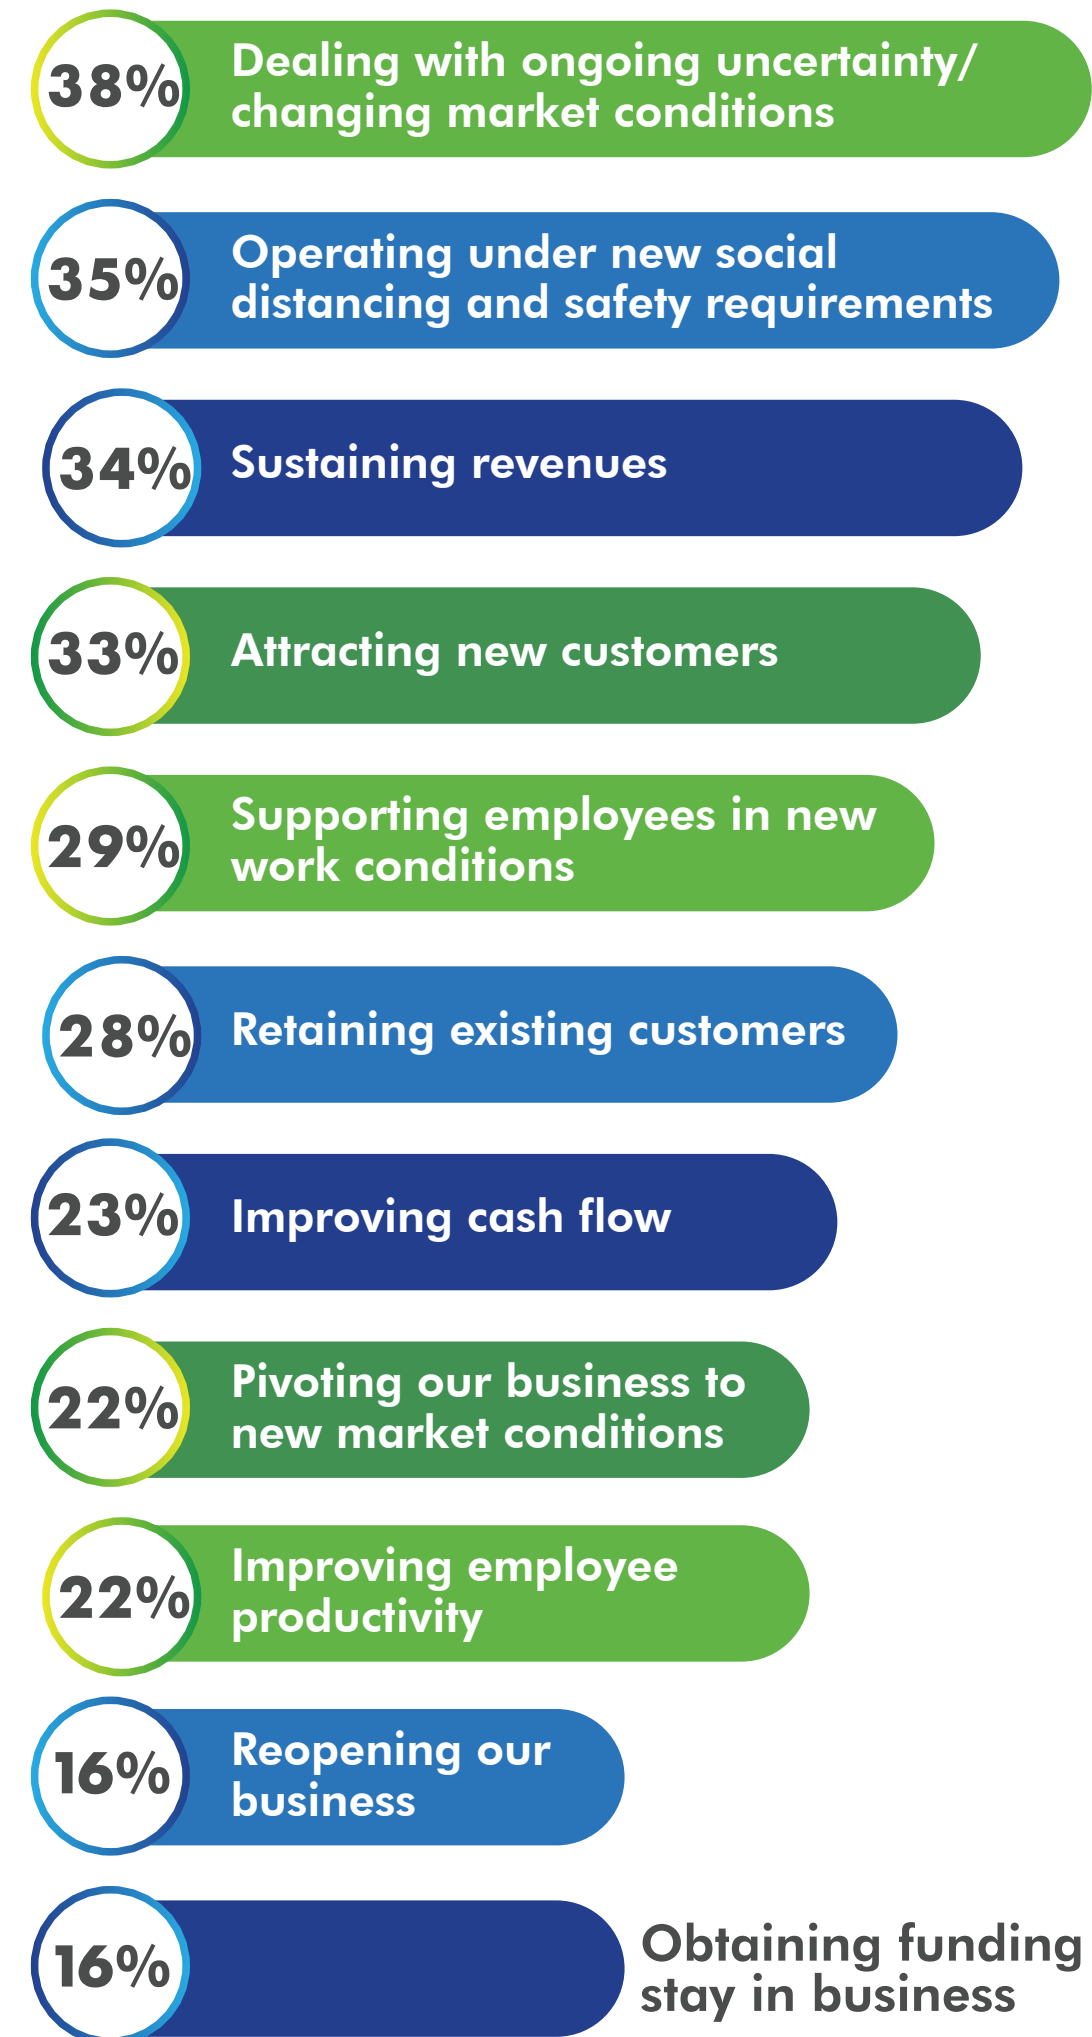 38%
Dealing with ongoing uncertainty/
changing market conditions
35%
Operating under new social
distancing and safety requirements
34%
Sustaining revenues
33%
Attracting new customers
29%
Supporting employees in new
work conditions
28%
Retaining existing customers
23%
Improving cash flow
22%
Pivoting our business to
new market conditions
22%
Improving employee
productivity
16%
Reopening our
business
16%
Obtaining funding
stay in business